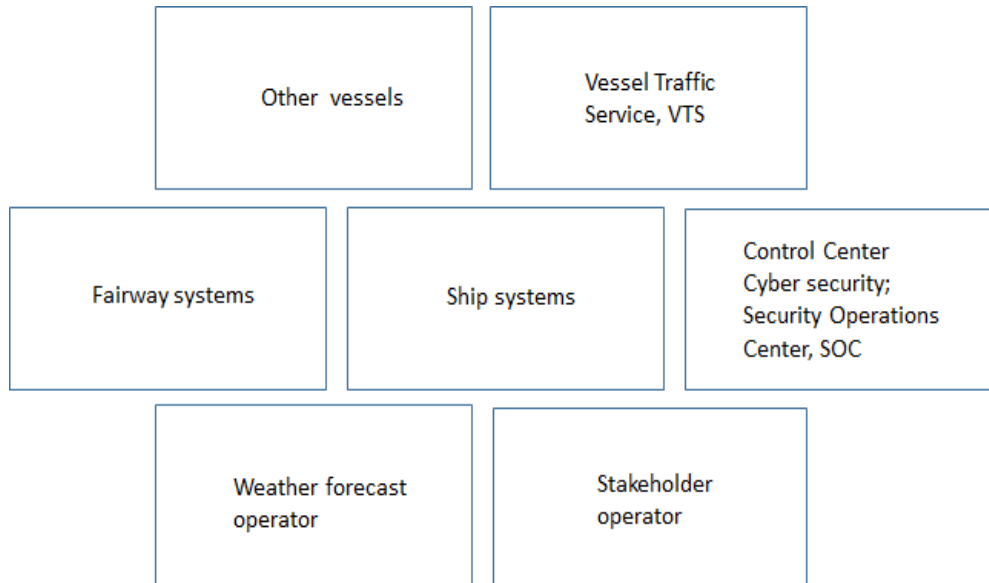 Other vessels
Vessel Traffic
Service, VTS
Fairway systems
Ship systems
Control Center
Cyber security;
Security Operations
Center, SOC
Weather forecast
operator
Stakeholder
operator